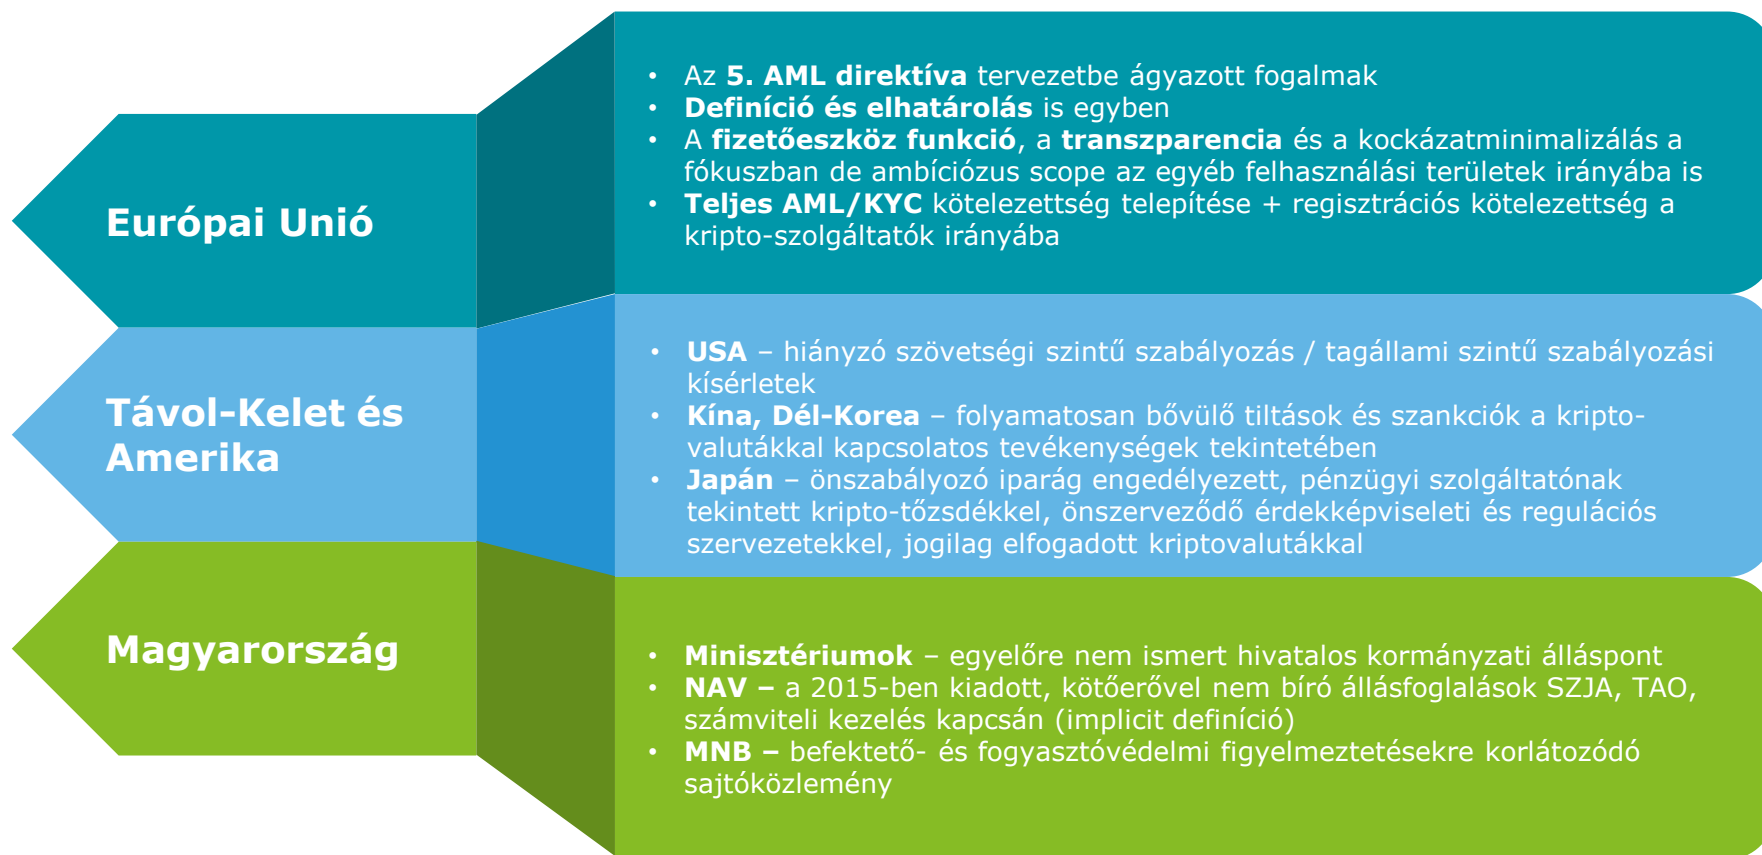 Európai Unió
• Az 5. AML direktíva tervezetbe ágyazott fogalmak
• Definíció és elhatárolás is egyben
• A fizetőeszköz funkció, a transzparencia és a kockázatminimalizálás a
fókuszban de ambíciózus scope az egyéb felhasználási területek irányába is
• Teljes AML/KYC kötelezettség telepítése + regisztrációs kötelezettség a
kripto-szolgáltatók irányába
Távol-Kelet és
Amerika
• USA – hiányzó szövetségi szintű szabályozás / tagállami szintű szabályozási
kísérletek
• Kína, Dél-Korea – folyamatosan bővülő tiltások és szankciók a kripto-
valutákkal kapcsolatos tevékenységek tekintetében
• Japán – önszabályozó iparág engedélyezett, pénzügyi szolgáltatónak
tekintett kripto-tőzsdékkel, önszerveződő érdekképviseleti és regulációs
szervezetekkel, jogilag elfogadott kriptovalutákkal
Magyarország
• Minisztériumok – egyelőre nem ismert hivatalos kormányzati álláspont
• NAV – a 2015-ben kiadott, kötőerővel nem bíró állásfoglalások SZJA, TAO,
számviteli kezelés kapcsán (implicit definíció)
• MNB – befektető- és fogyasztóvédelmi figyelmeztetésekre korlátozódó
sajtóközlemény